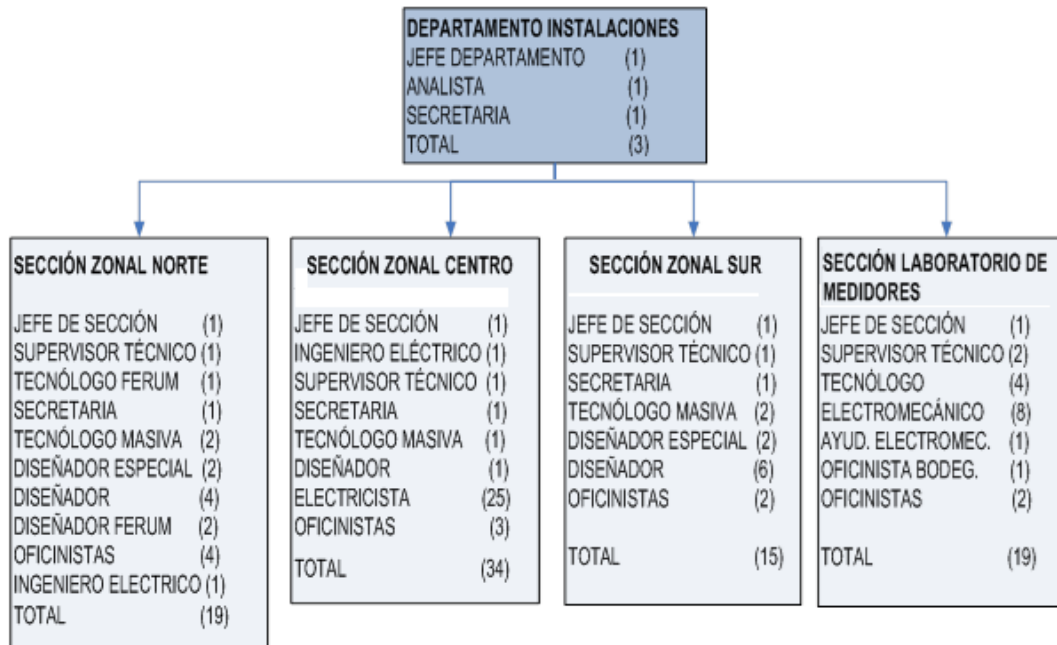 DEPARTAMENTO INSTALACIONES
JEFE DEPARTAMENTO (1)
ANALISTA (1)
SECRETARIA (1)
TOTAL (3)
SECCIÓN ZONAL NORTE
JEFE DE SECCIÓN (1)
SUPERVISOR TÉCNICO (1)
TECNÓLOGO FERUM (1)
SECRETARIA (1)
TECNÓLOGO MASIVA (2)
DISEÑADOR ESPECIAL (2)
DISEÑADOR (4)
DISEÑADOR FERUM (2)
OFICINISTAS (4)
INGENIERO ELECTRICO (1)
TOTAL (19)
SECCIÓN ZONAL CENTRO
JEFE DE SECCIÓN (1)
INGENIERO ELÉCTRICO (1)
SUPERVISOR TÉCNICO (1)
SECRETARIA (1)
TECNÓLOGO MASIVA (1)
DISEÑADOR (1)
ELECTRICISTA (25)
OFICINISTAS (3)
TOTAL (34)
SECCIÓN ZONAL SUR
JEFE DE SECCIÓN (1)
SUPERVISOR TÉCNICO (1)
SECRETARIA (1)
TECNÓLOGO MASIVA (2)
DISEÑADOR ESPECIAL (2)
DISEÑADOR (6)
OFICINISTAS (2)
TOTAL (15)
SECCIÓN LABORATORIO DE
MEDIDORES
JEFE DE SECCIÓN (1)
SUPERVISOR TÉCNICO (2)
TECNÓLOGO (4)
ELECTROMECÁNICO (8)
AYUD. ELECTROMEC. (1)
OFICINISTA BODEG. (1)
OFICINISTAS (2)
TOTAL (19)